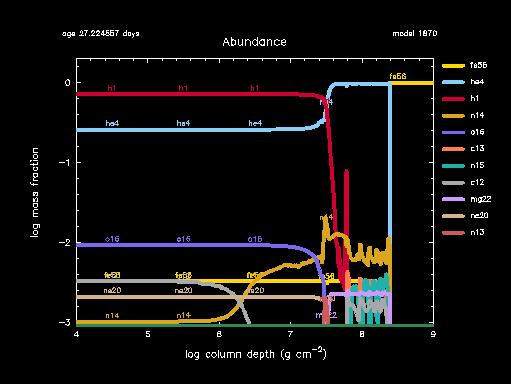 age 27.224557 days
model 1870
Abundance
fe56
he4
h1
n14
o16
c13
n15
c12
mg22
ne20
n13
fe56
h1 h1 h1
he4 he4 he4
o16 o16 o16
fe56 fe56
ne20 ne20 ne20
n14 n14
n14
0
−1
−2
−3
4 5 6 7 8 9
log mass fraction
log column depth (g cm−2)